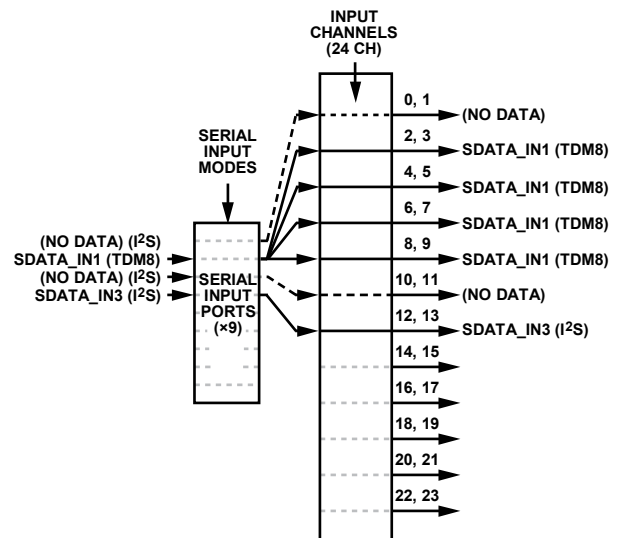 INPUT
CHANNELS
(24 CH)
SERIAL
INPUT
MODES
(NO DATA) (I²S)
SDATA_IN1 (TDM8)
(NO DATA) (I²S)
SDATA_IN3 (I²S)
SERIAL
INPUT
PORTS
(×9)
0, 1
(NO DATA)
2, 3
SDATA_IN1 (TDM8)
4, 5
SDATA_IN1 (TDM8)
6, 7
SDATA_IN1 (TDM8)
8, 9
SDATA_IN1 (TDM8)
10, 11
(NO DATA)
12, 13
SDATA_IN3 (I²S)
14, 15
16, 17
18, 19
20, 21
22, 23